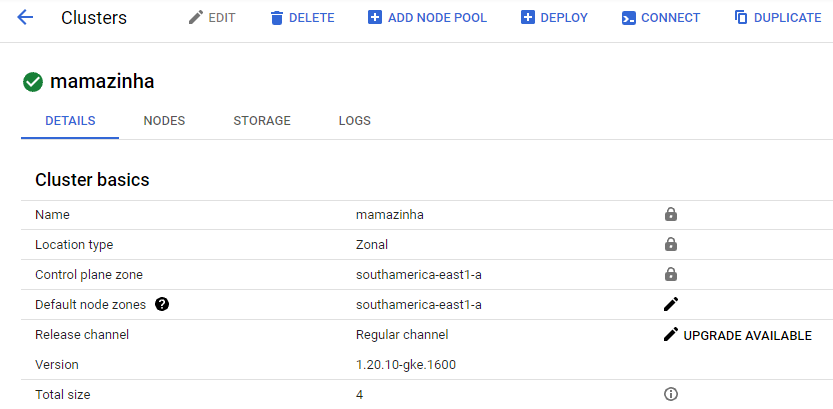 Clusters EDIT DELETE ADD NODE POOL DEPLOY CONNECT DUPLICATE
mamazinha
DETAILS NODES STORAGE LOGS
Cluster basics
Name mamazinha
Location type Zonal
Control plane zone southamerica-east1-a
Default node zones ? southamerica-east1-a
Release channel Regular channel UPGRADE AVAILABLE
Version 1.20.10-gke.1600
Total size 4